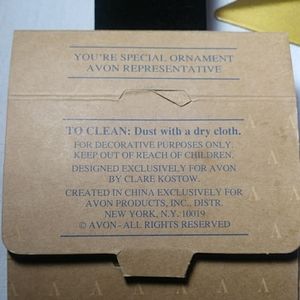 YOU'RE SPECIAL ORNAMENT
AVON REPRESENTATIVE
TO CLEAN: Dust with a dry cloth.
FOR DECORATIVE PURPOSES ONLY.
KEEP OUT OF REACH OF CHILDREN.
DESIGNED EXCLUSIVELY FOR AVON
BY CLARE KOSTOW.
CREATED IN CHINA EXCLUSIVELY FOR
AVON PRODUCTS, INC., DISTR.
NEW YORK, N.Y. 10019
© AVON - ALL RIGHTS RESERVED